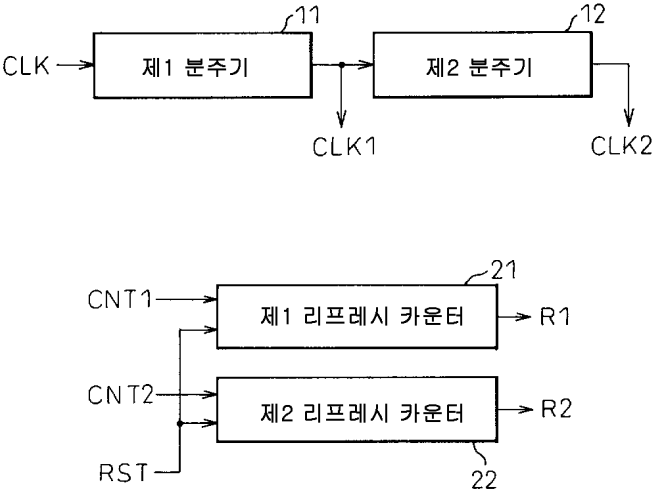 11
12
CLK
제1 분주기
제2 분주기
CLK1
CLK2
21
CNT1
제1 리프레시 카운터
R1
CNT2
제2 리프레시 카운터
R2
RST
22